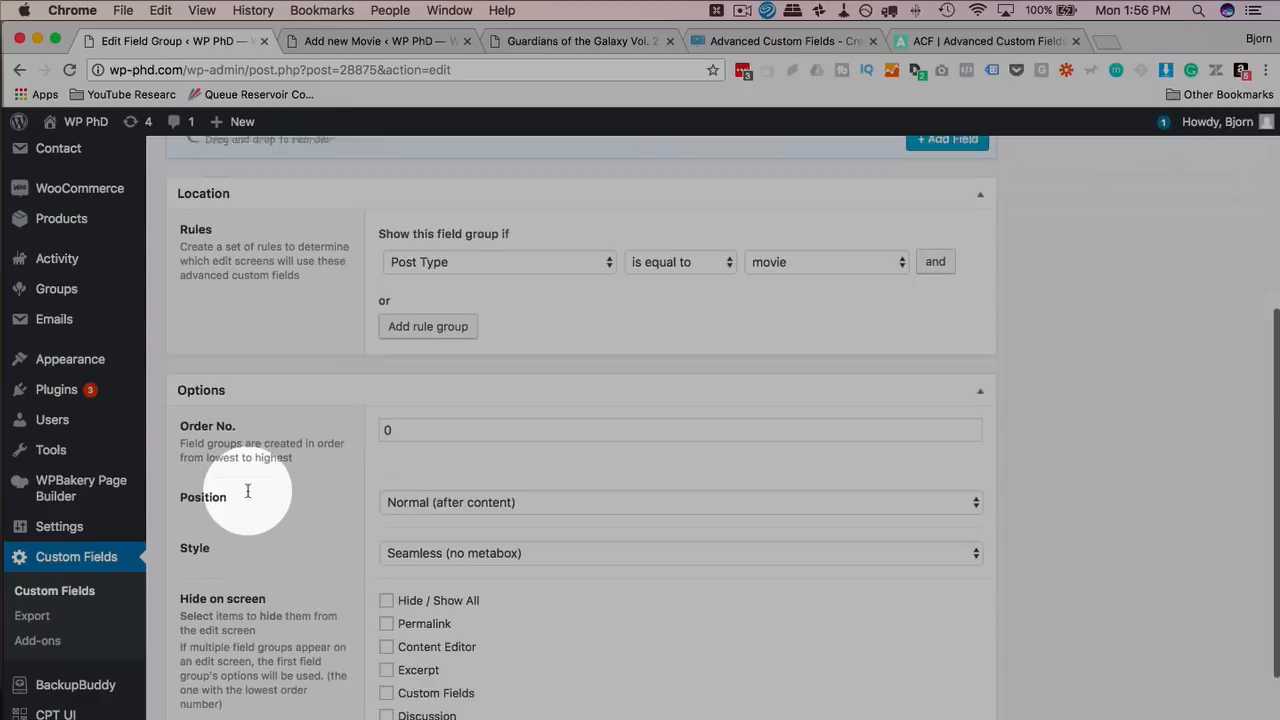 Chrome File Edit View History Bookmarks People Window Help 100% Mon 1:56 PM
Edit Field Group ‹ WP PhD — Add new Movie ‹ WP PhD — W Guardians of the Galaxy Vol. 2 Advanced Custom Fields - Cre ACF | Advanced Custom Fields Bjorn
wp-phd.com/wp-admin/post.php?post=28875&action=edit
Apps YouTube Researc Queue Reservoir Co... Other Bookmarks
WP PhD 4 1 + New 1 Howdy, Bjorn
Contact
WooCommerce
Products
Activity
Groups
Emails
Appearance
Plugins 3
Users
Tools
WPBakery Page
Builder
Settings
Custom Fields
Custom Fields
Export
Add-ons
BackupBuddy
CPT UI
Drag and drop to reorder
+ Add Field
Location
Rules
Create a set of rules to determine
which edit screens will use these
advanced custom fields
Show this field group if
Post Type is equal to movie and
or
Add rule group
Options
Order No.
Field groups are created in order
from lowest to highest
0
Position
Normal (after content)
Style
Seamless (no metabox)
Hide on screen
Select items to hide them from
the edit screen
If multiple field groups appear on
an edit screen, the first field
group's options will be used. (the
one with the lowest order
number)
Hide / Show All
Permalink
Content Editor
Excerpt
Custom Fields
Discussion